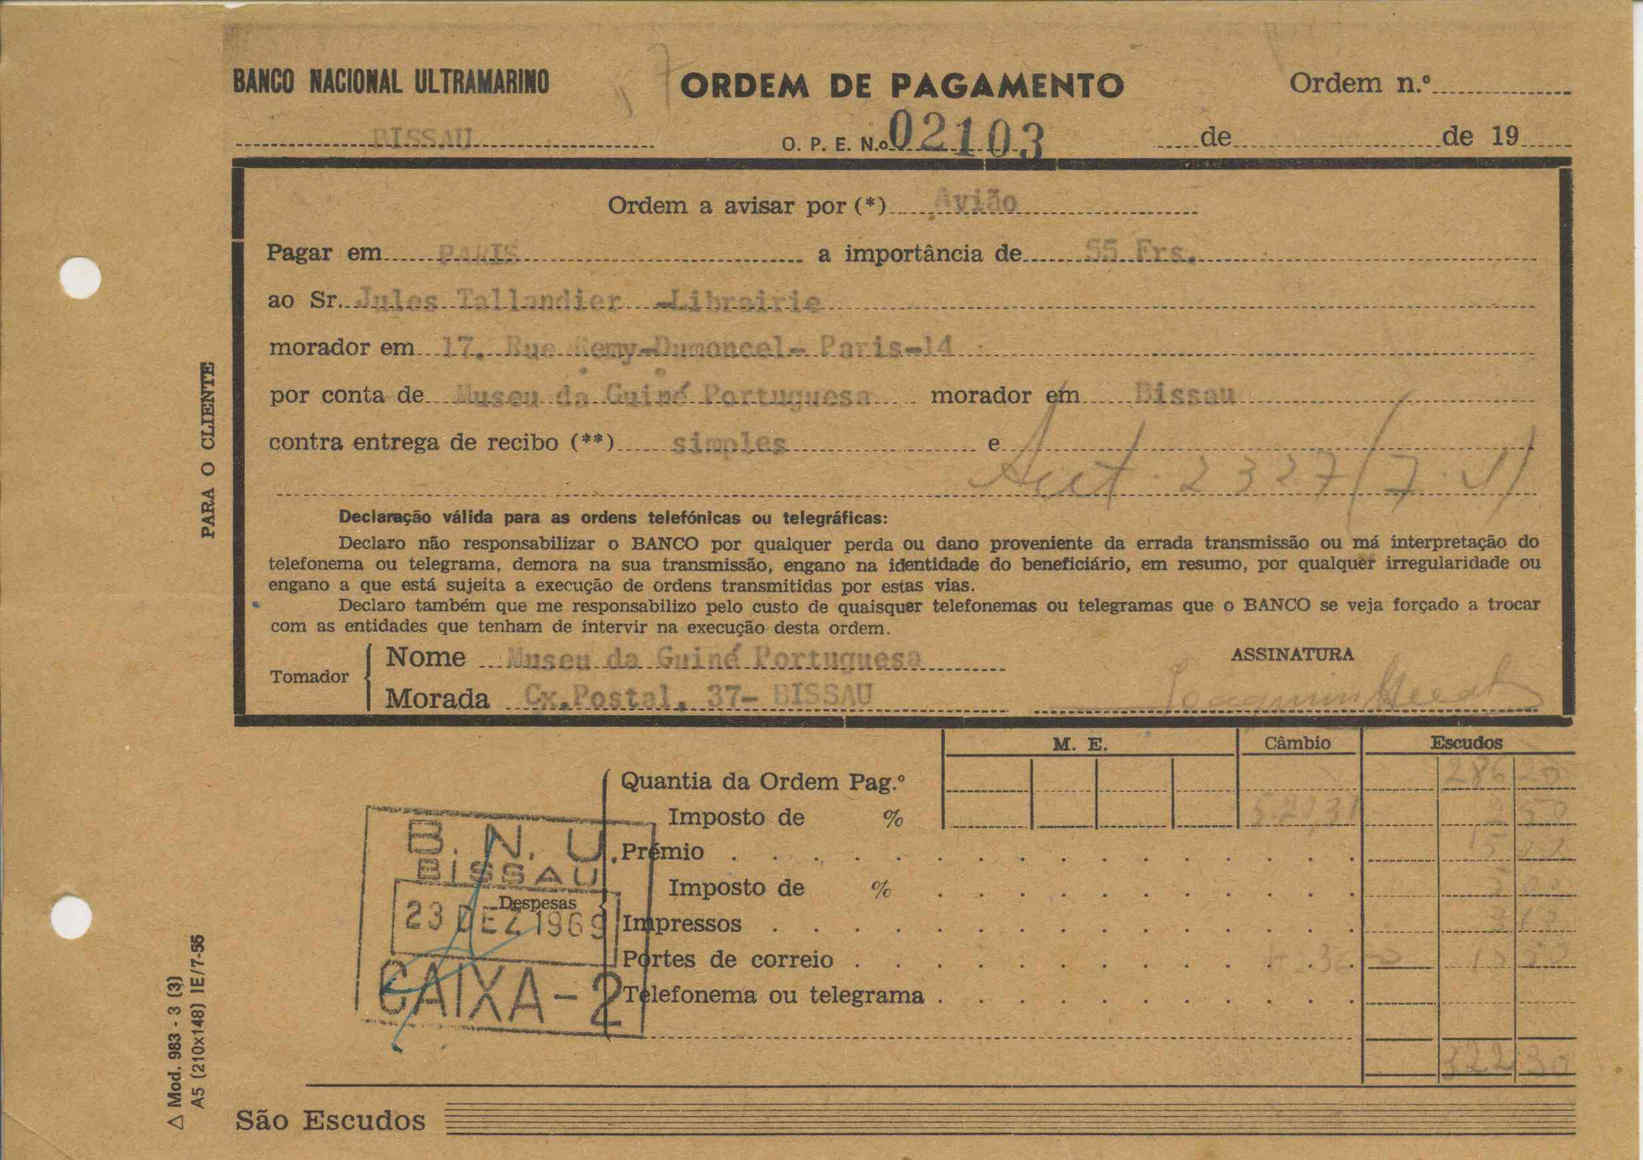 BANCO NACIONAL ULTRAMARINO
ORDEM DE PAGAMENTO
Ordem n.º
BISSAU
O. P. E. N.º 02103
de de 19
Ordem a avisar por (*) Avião
Pagar em PARIS a importância de 55 Frs.
ao Sr. Jules Tallandier -Librairie
morador em 17, Rue Remy-Dumoncel- Paris-14
por conta de Museu da Guiné Portuguesa morador em Bissau
contra entrega de recibo (**) simples e
Aut. 2327/
Declaração válida para as ordens telefónicas ou telegráficas:
Declaro não responsabilizar o BANCO por qualquer perda ou dano proveniente da errada transmissão ou má interpretação do
telefonema ou telegrama, demora na sua transmissão, engano na identidade do beneficiário, em resumo, por qualquer irregularidade ou
engano a que está sujeita a execução de ordens transmitidas por estas vias.
Declaro também que me responsabilizo pelo custo de quaisquer telefonemas ou telegramas que o BANCO se veja forçado a trocar
com as entidades que tenham de intervir na execução desta ordem.
Tomador
Nome Museu da Guiné Portuguesa
Morada Cx.Postal, 37- BISSAU
ASSINATURA
Joaquim
M. E. Câmbio Escudos
Quantia da Ordem Pag.º 286 20
Imposto de %
Prémio
Imposto de %
Impressos
Portes de correio
Telefonema ou telegrama
322 30
Despesas
B. N. U.
BISSAU
23 DEZ 1969
CAIXA-2
São Escudos
PARA O CLIENTE
△ Mod. 983 - 3 (3)
A5 (210x148) IE/7-56